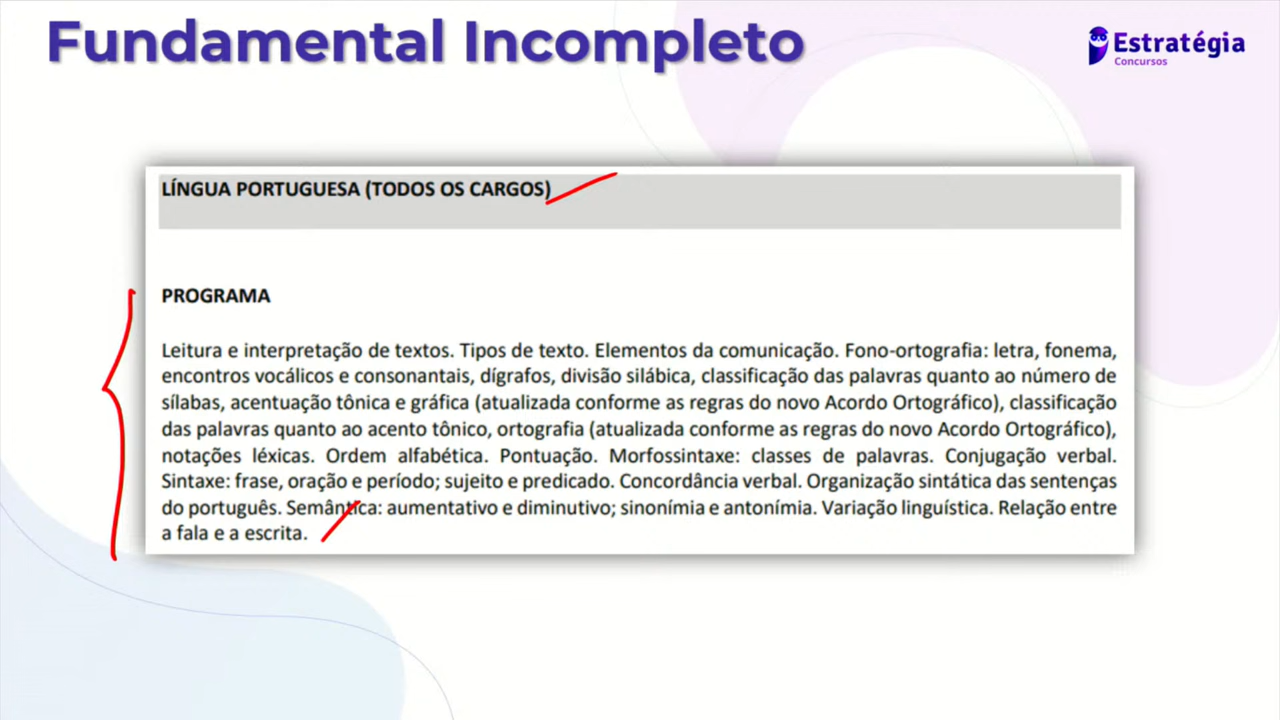 Fundamental Incompleto
Estratégia
Concursos
LÍNGUA PORTUGUESA (TODOS OS CARGOS)
PROGRAMA
Leitura e interpretação de textos. Tipos de texto. Elementos da comunicação. Fono-ortografia: letra, fonema,
encontros vocálicos e consonantais, dígrafos, divisão silábica, classificação das palavras quanto ao número de
sílabas, acentuação tônica e gráfica (atualizada conforme as regras do novo Acordo Ortográfico), classificação
das palavras quanto ao acento tônico, ortografia (atualizada conforme as regras do novo Acordo Ortográfico),
notações léxicas. Ordem alfabética. Pontuação. Morfossintaxe: classes de palavras. Conjugação verbal.
Sintaxe: frase, oração e período; sujeito e predicado. Concordância verbal. Organização sintática das sentenças
do português. Semântica: aumentativo e diminutivo; sinonímia e antonímia. Variação linguística. Relação entre
a fala e a escrita.